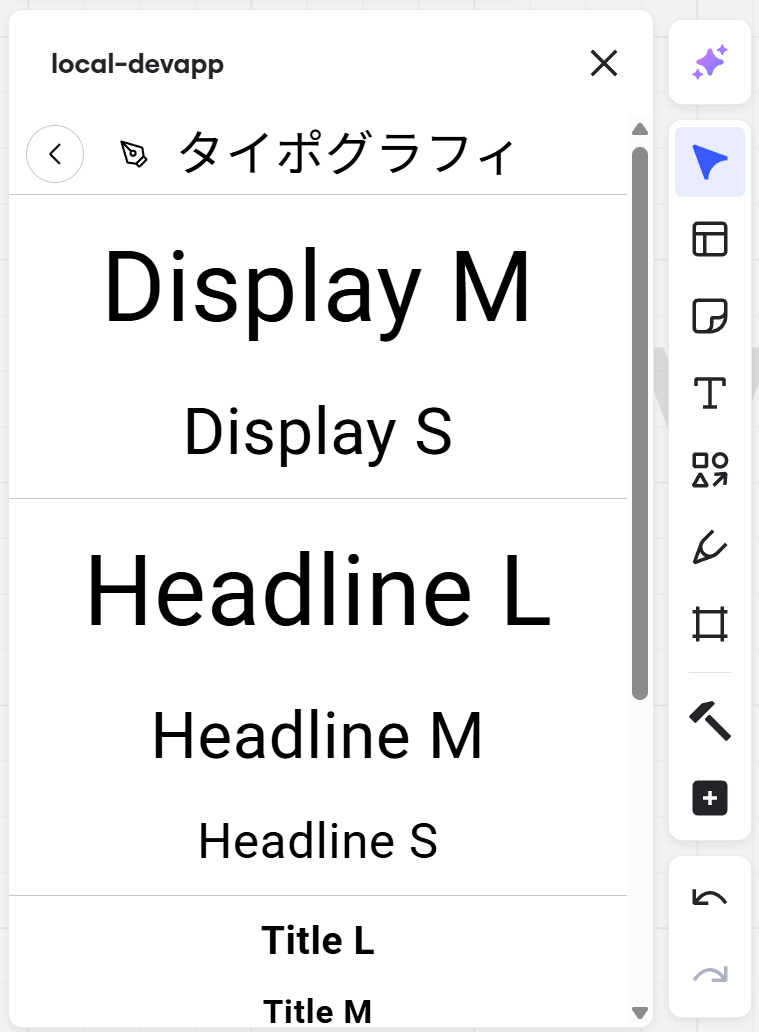 local-devapp
タイポグラフィ
Display M
Display S
Headline L
Headline M
Headline S
Title L
Title M